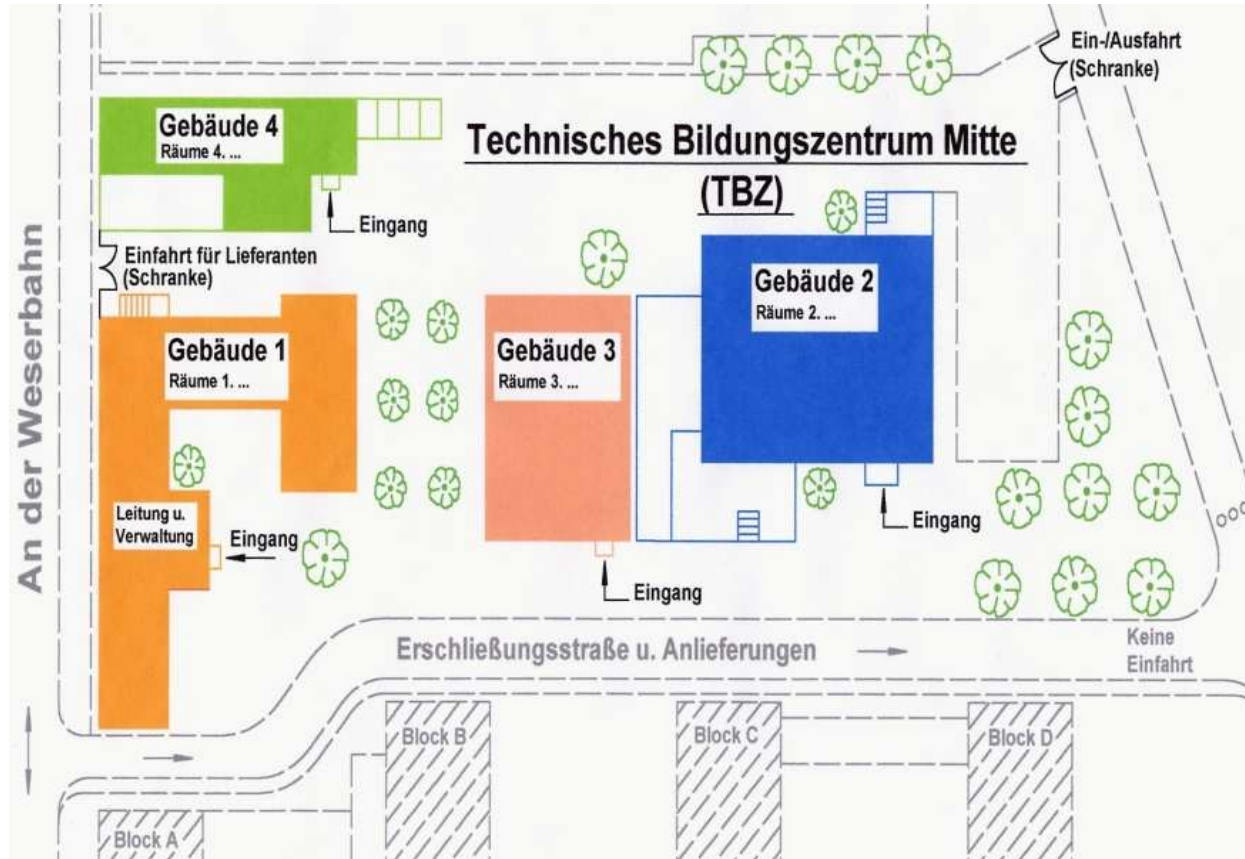 Ein-/Ausfahrt
(Schranke)
Technisches Bildungszentrum Mitte
(TBZ)
Gebäude 4
Räume 4. ...
Eingang
Einfahrt für Lieferanten
(Schranke)
Gebäude 1
Räume 1. ...
Leitung u.
Verwaltung
Eingang
Gebäude 3
Räume 3. ...
Eingang
Gebäude 2
Räume 2. ...
Eingang
An der Weserbahn
Erschließungsstraße u. Anlieferungen
Keine
Einfahrt
Block A
Block B
Block C
Block D